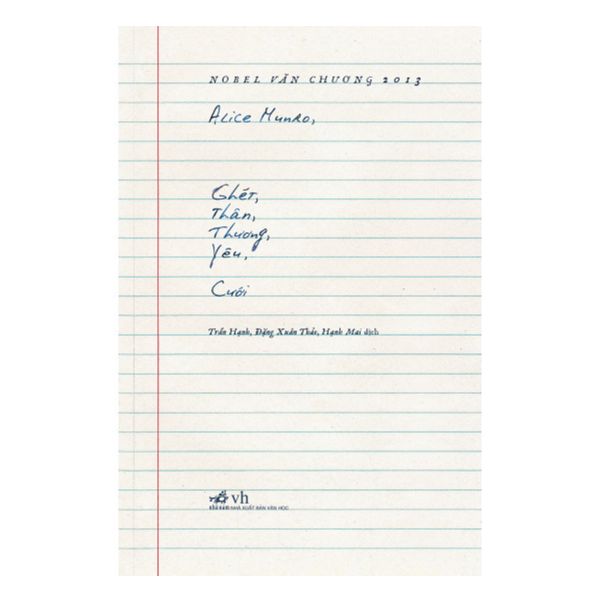 NOBEL VĂN CHƯƠNG 2013
Alice Munro,
Ghét,
Thân,
Thương,
Yêu,
Cưới
Trần Hạnh, Đặng Xuân Thảo, Hạnh Mai dịch
vh
nhã nam NHÀ XUẤT BẢN VĂN HỌC